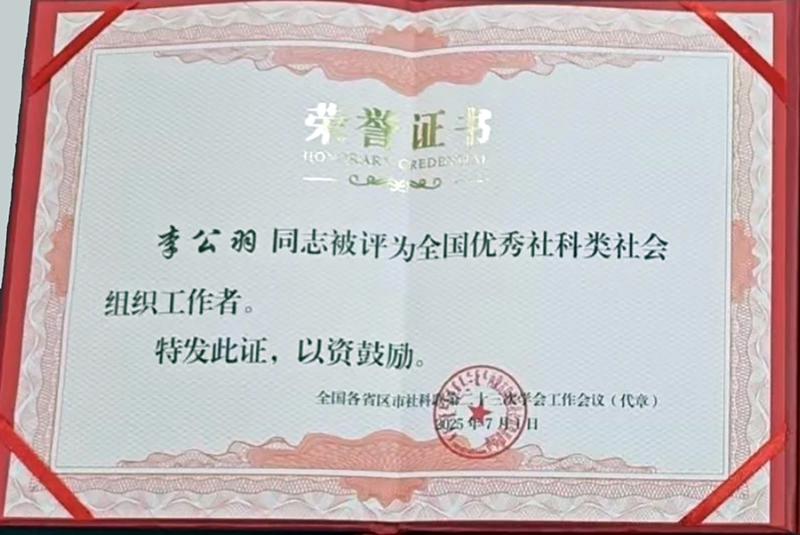 荣誉证书
HONORARY CREDENTIAL
李公羽 同志被评为全国优秀社科类社会
组织工作者。
特发此证，以资鼓励。
全国各省区市社科联第二十三次学会工作会议（代章）
2025年7月1日